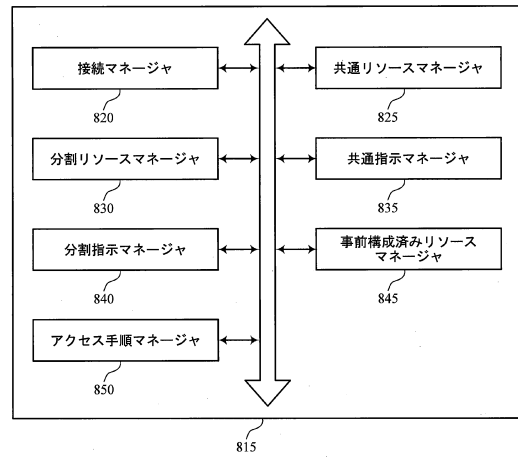 接続マネージャ
820
共通リソースマネージャ
825
分割リソースマネージャ
830
共通指示マネージャ
835
分割指示マネージャ
840
事前構成済みリソース
マネージャ
845
アクセス手順マネージャ
850
815